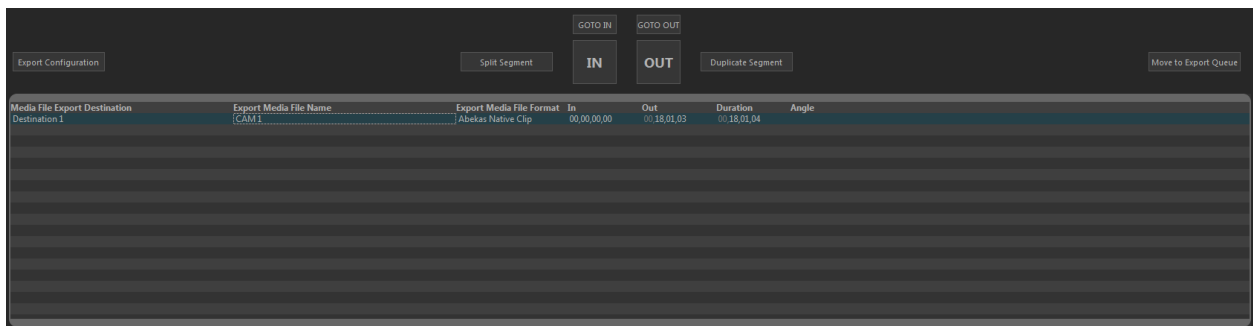 GOTO IN GOTO OUT
Export Configuration Split Segment IN OUT Duplicate Segment Move to Export Queue
Media File Export Destination Export Media File Name Export Media File Format In Out Duration Angle
Destination 1 CAM 1 Abekas Native Clip 00,00,00,00 00,18,01,03 00,18,01,04